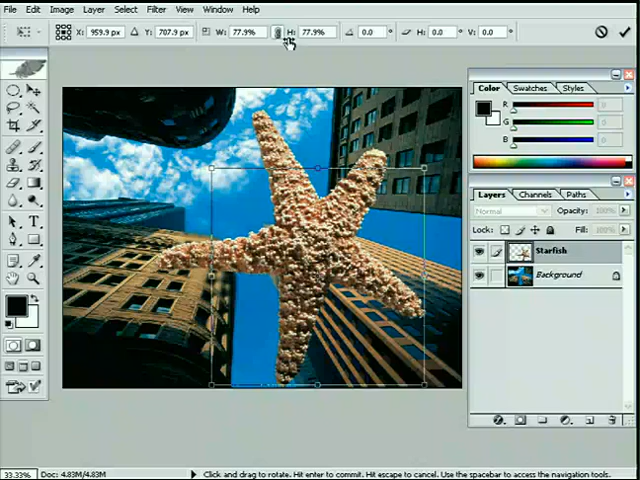 File Edit Image Layer Select Filter View Window Help
X: 959.9 px Y: 707.9 px W: 77.9% H: 77.9% 0.0 ° H: 0.0 ° V: 0.0 °
Color Swatches Styles
R 0
G 0
B 0
Layers Channels Paths
Normal Opacity: 100%
Lock: Fill: 100%
Starfish
Background
T
33.33% Doc: 4.83M/4.83M Click and drag to rotate. Hit enter to commit. Hit escape to cancel. Use the spacebar to access the navigation tools.